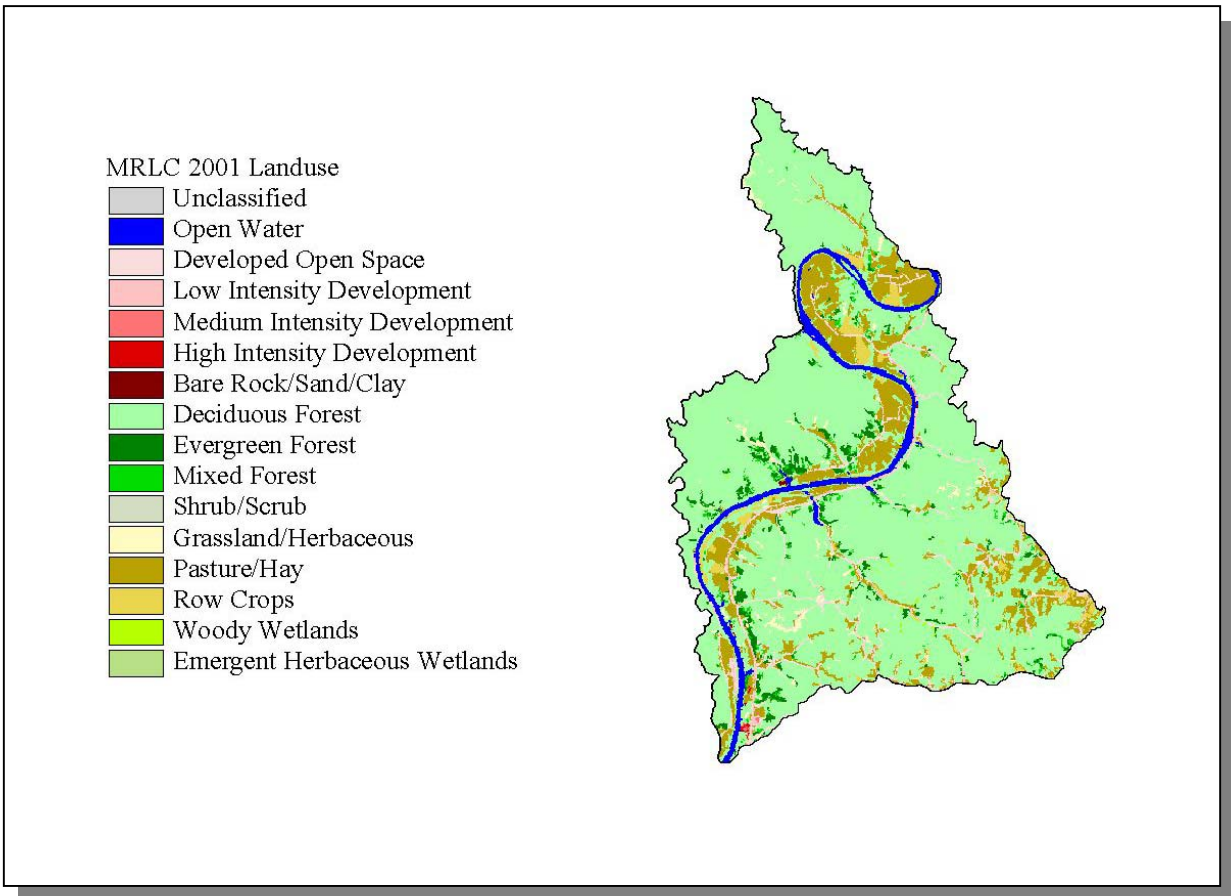 MRLC 2001 Landuse
Unclassified
Open Water
Developed Open Space
Low Intensity Development
Medium Intensity Development
High Intensity Development
Bare Rock/Sand/Clay
Deciduous Forest
Evergreen Forest
Mixed Forest
Shrub/Scrub
Grassland/Herbaceous
Pasture/Hay
Row Crops
Woody Wetlands
Emergent Herbaceous Wetlands